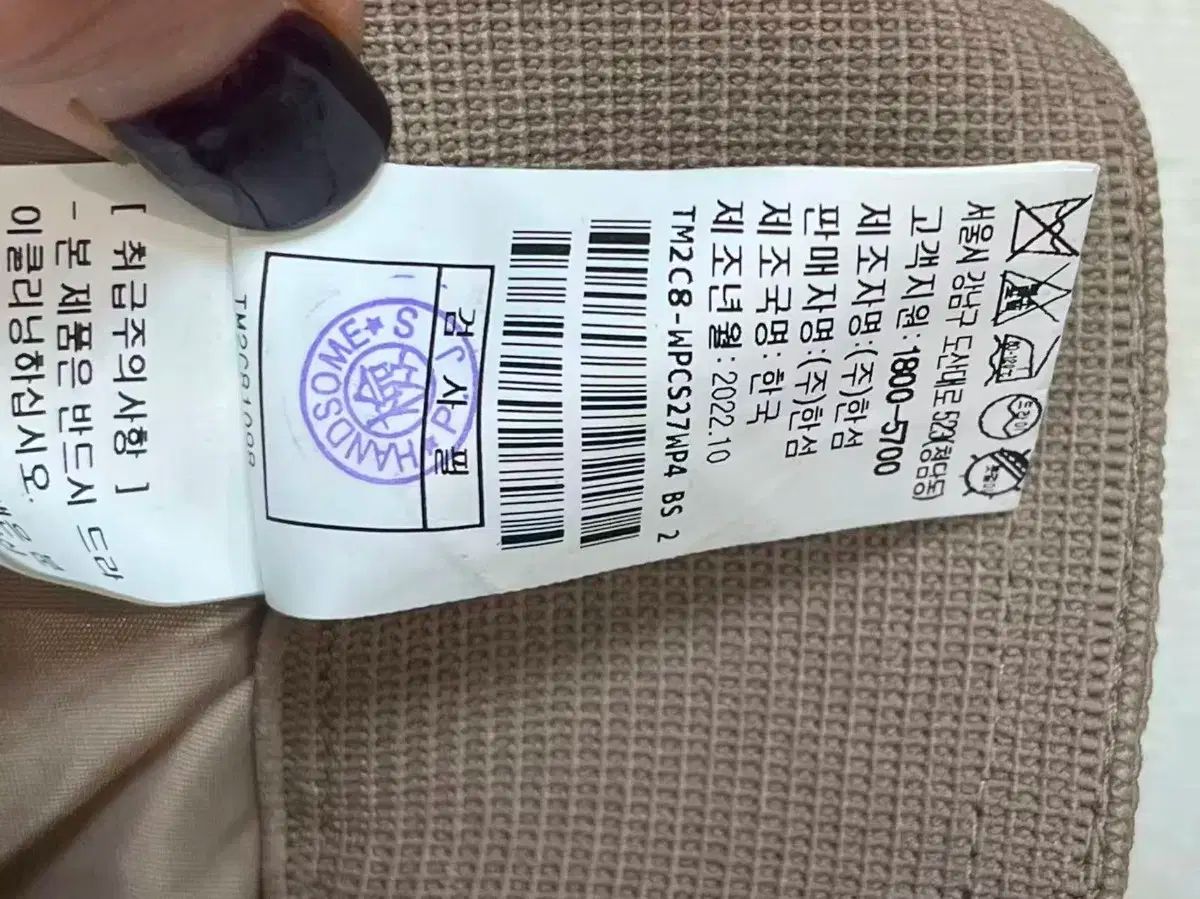 드라이
서울시 강남구 도산대로 523(청담동)
고객지원 : 1800-5700
제조자명 : (주)한섬
판매자명 : (주)한섬
제조국명 : 한국
제조년월 : 2022.10
TM2C8-WPCS27WP4 BS 2
검사필
HANDSOME
[ 취급주의사항 ]
- 본 제품은 반드시 드라
이클리닝하십시오.